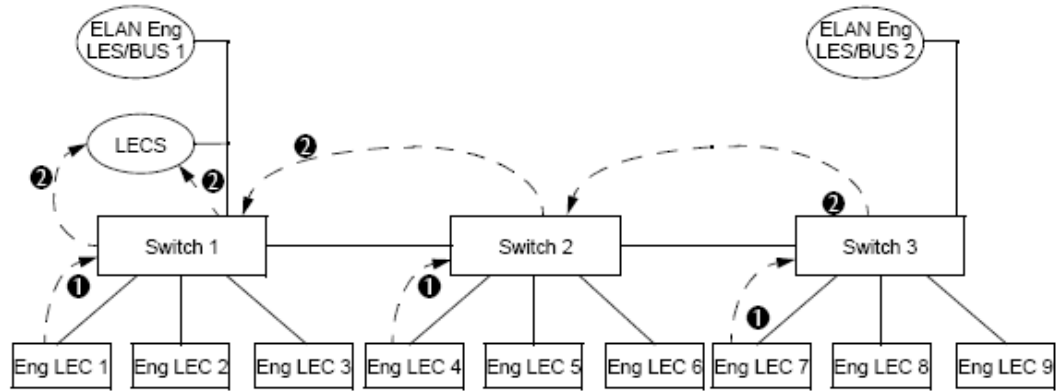 ELAN Eng
LES/BUS 1
ELAN Eng
LES/BUS 2
LECS
2
2
2
2
Switch 1
Switch 2
Switch 3
1
1
1
Eng LEC 1
Eng LEC 2
Eng LEC 3
Eng LEC 4
Eng LEC 5
Eng LEC 6
Eng LEC 7
Eng LEC 8
Eng LEC 9